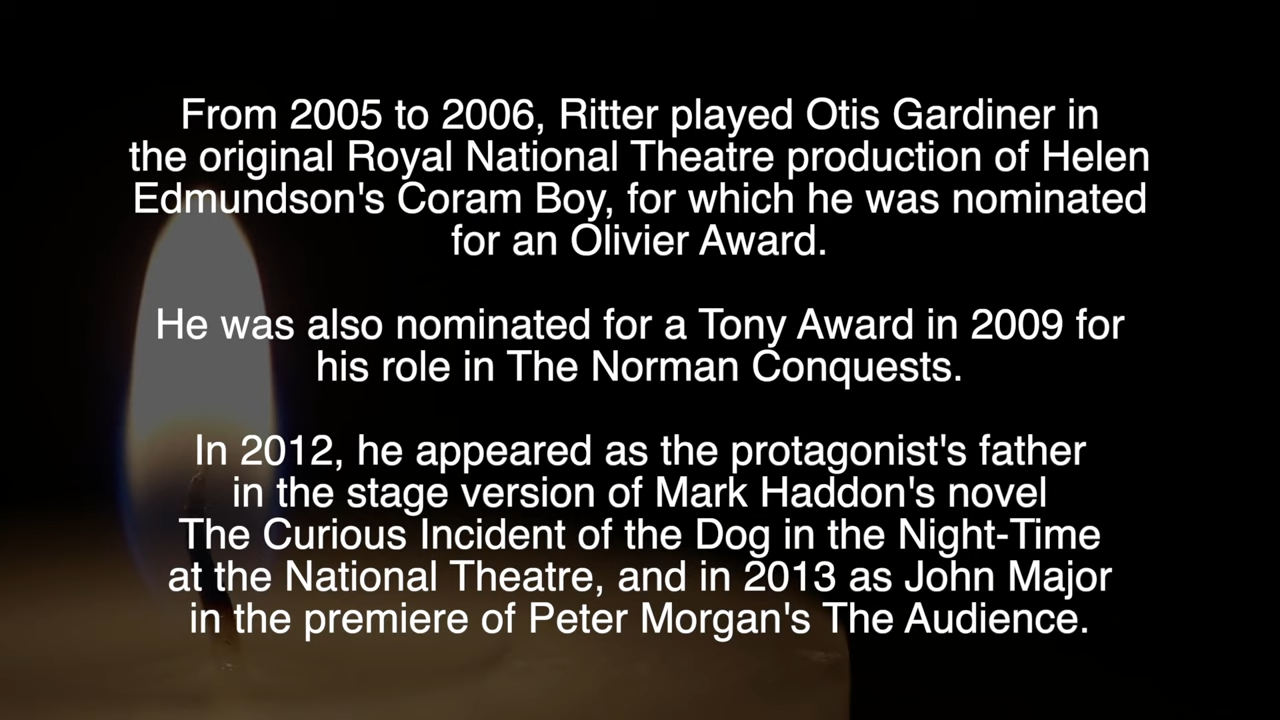 From 2005 to 2006, Ritter played Otis Gardiner in
the original Royal National Theatre production of Helen
Edmundson's Coram Boy, for which he was nominated
for an Olivier Award.
He was also nominated for a Tony Award in 2009 for
his role in The Norman Conquests.
In 2012, he appeared as the protagonist's father
in the stage version of Mark Haddon's novel
The Curious Incident of the Dog in the Night-Time
at the National Theatre, and in 2013 as John Major
in the premiere of Peter Morgan's The Audience.